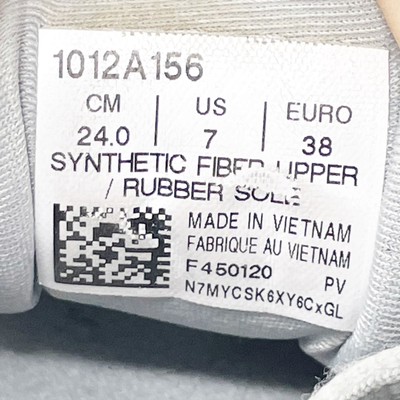 1012A156
CM | US | EURO
24.0 | 7 | 38
SYNTHETIC FIBER UPPER
/ RUBBER SOLE
MADE IN VIETNAM
FABRIQUE AU VIETNAM
F450120 PV
N7MYCSK6XY6CxGL